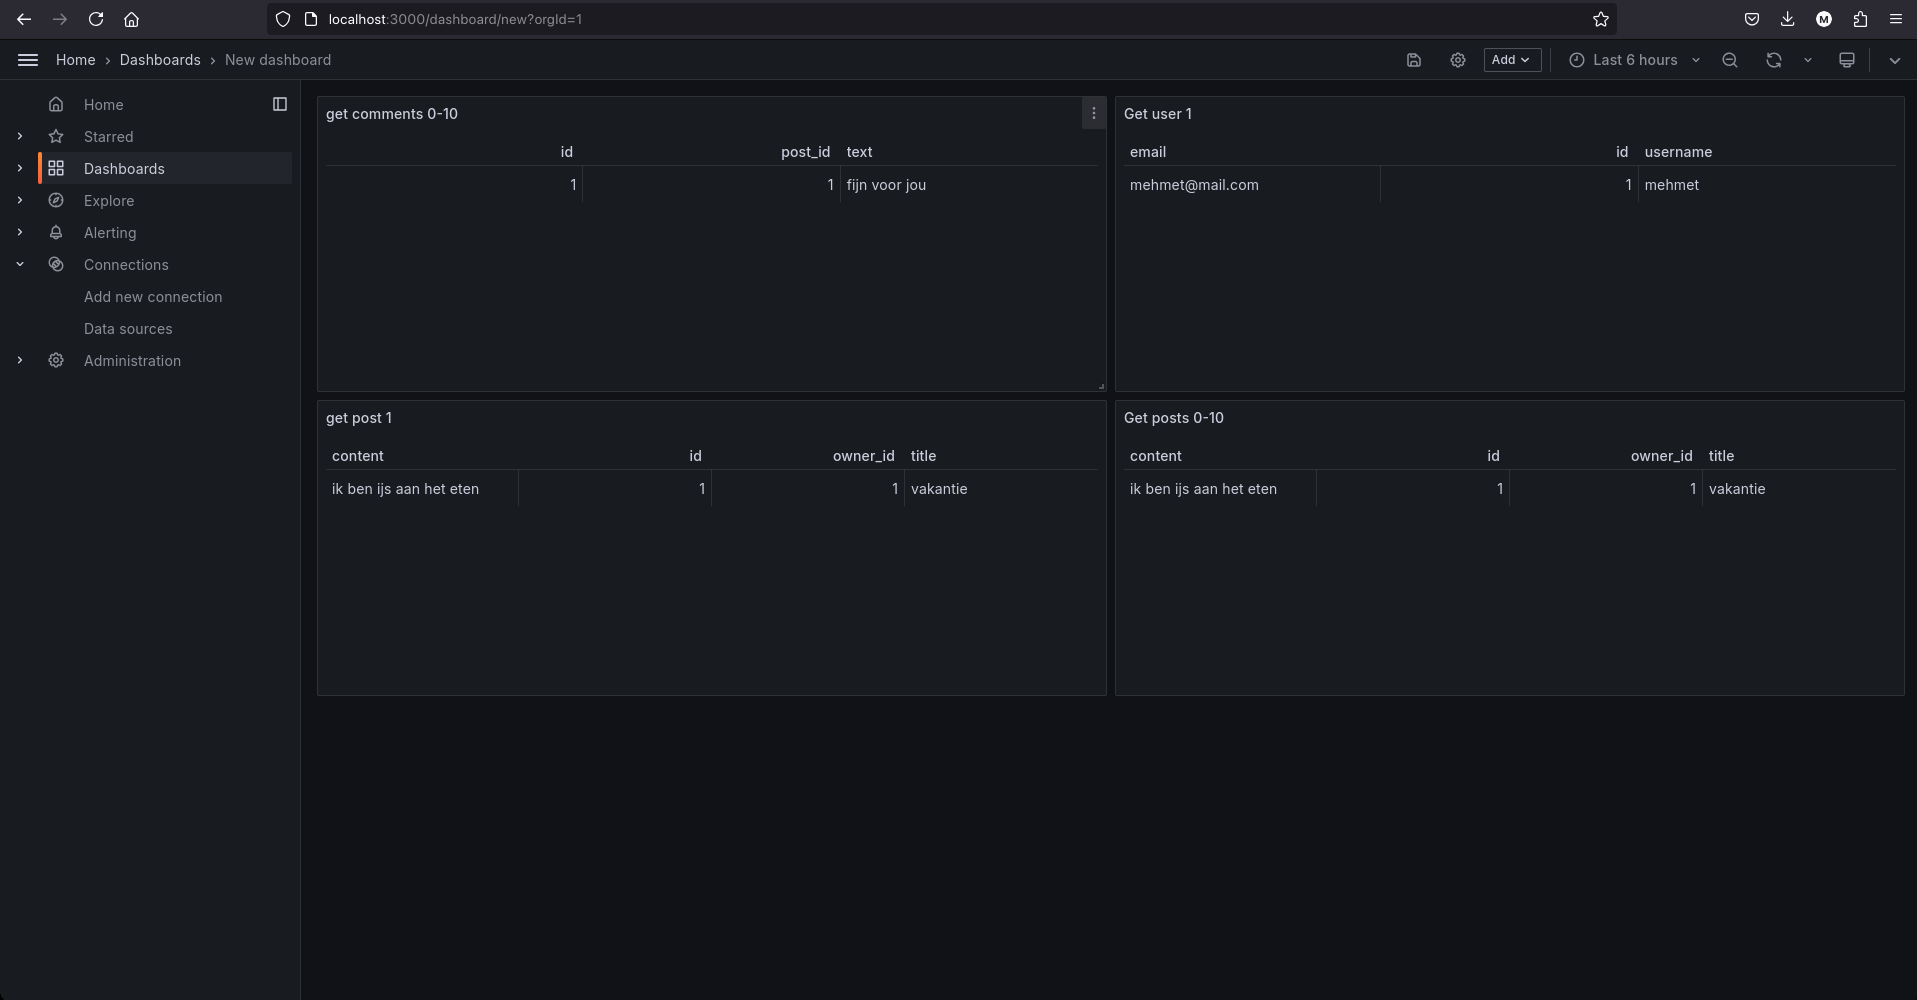 localhost:3000/dashboard/new?orgId=1
M
Home › Dashboards › New dashboard
Add
Last 6 hours
Home
Starred
Dashboards
Explore
Alerting
Connections
Add new connection
Data sources
Administration
get comments 0-10
id post_id text
1 1 fijn voor jou
Get user 1
email id username
mehmet@mail.com 1 mehmet
get post 1
content id owner_id title
ik ben ijs aan het eten 1 1 vakantie
Get posts 0-10
content id owner_id title
ik ben ijs aan het eten 1 1 vakantie